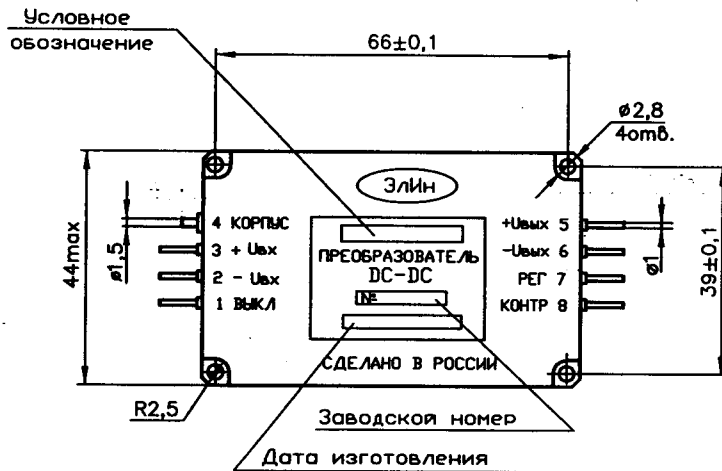 Условное
обозначение
66±0,1
ø2,8
4отв.
ЭлИн
44max
ø1,5
4 КОРПУС
3 + Uвх
2 - Uвх
1 ВЫКЛ
ПРЕОБРАЗОВАТЕЛЬ
DC-DC
№
СДЕЛАНО В РОССИИ
+Uвых 5
-Uвых 6
РЕГ 7
КОНТР 8
ø1
39±0,1
R2,5
Заводской номер
Дата изготовления